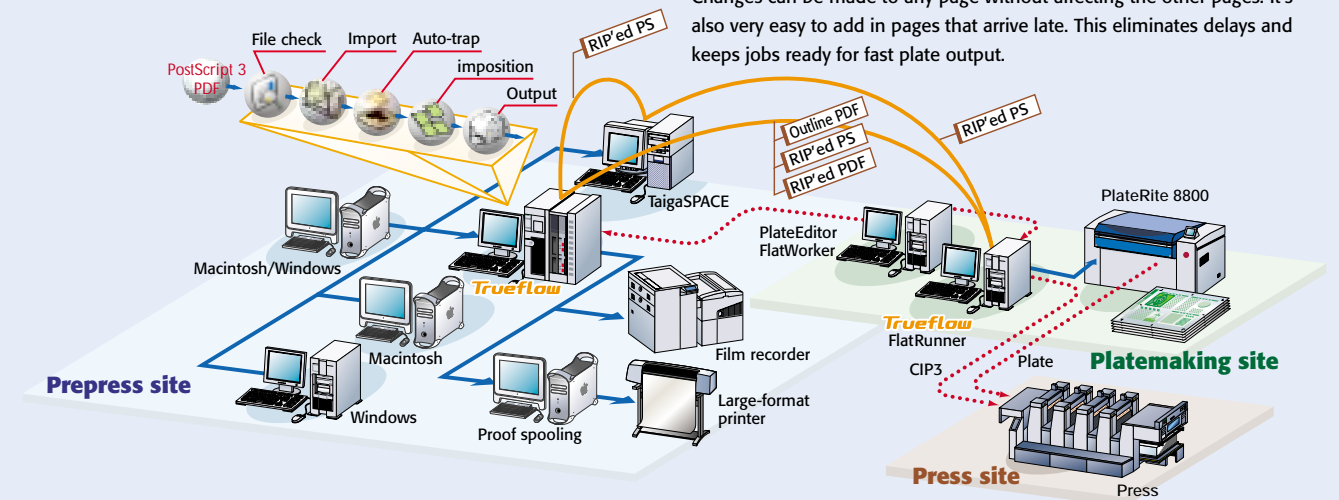 Changes can be made to any page without affecting the other pages. It's
also very easy to add in pages that arrive late. This eliminates delays and
keeps jobs ready for fast plate output.
File check
Import
Auto-trap
imposition
Output
PostScript 3
PDF
RIP'ed PS
Outline PDF
RIP'ed PS
RIP'ed PDF
RIP'ed PS
TaigaSPACE
PlateRite 8800
PlateEditor
FlatWorker
Macintosh/Windows
Trueflow
Trueflow
FlatRunner
Macintosh
Film recorder
CIP3
Plate
Platemaking site
Prepress site
Windows
Proof spooling
Large-format
printer
Press site
Press